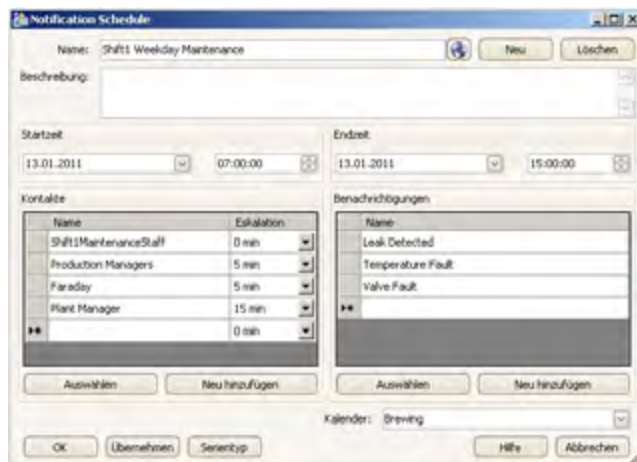 Notification Schedule
Name: Shift1 Weekday Maintenance Neu Löschen
Beschreibung:
Startzeit Endzeit
13.01.2011 07:00:00 13.01.2011 15:00:00
Kontakte Benachrichtigungen
Name Eskalation Name
Shift1MaintenanceStaff 0 min Leak Detected
Production Managers 5 min Temperature Fault
Faraday 5 min Valve Fault
Plant Manager 15 min
0 min
Auswählen Neu hinzufügen Auswählen Neu hinzufügen
Kalender: Brewing
OK Übernehmen Serientyp Hilfe Abbrechen